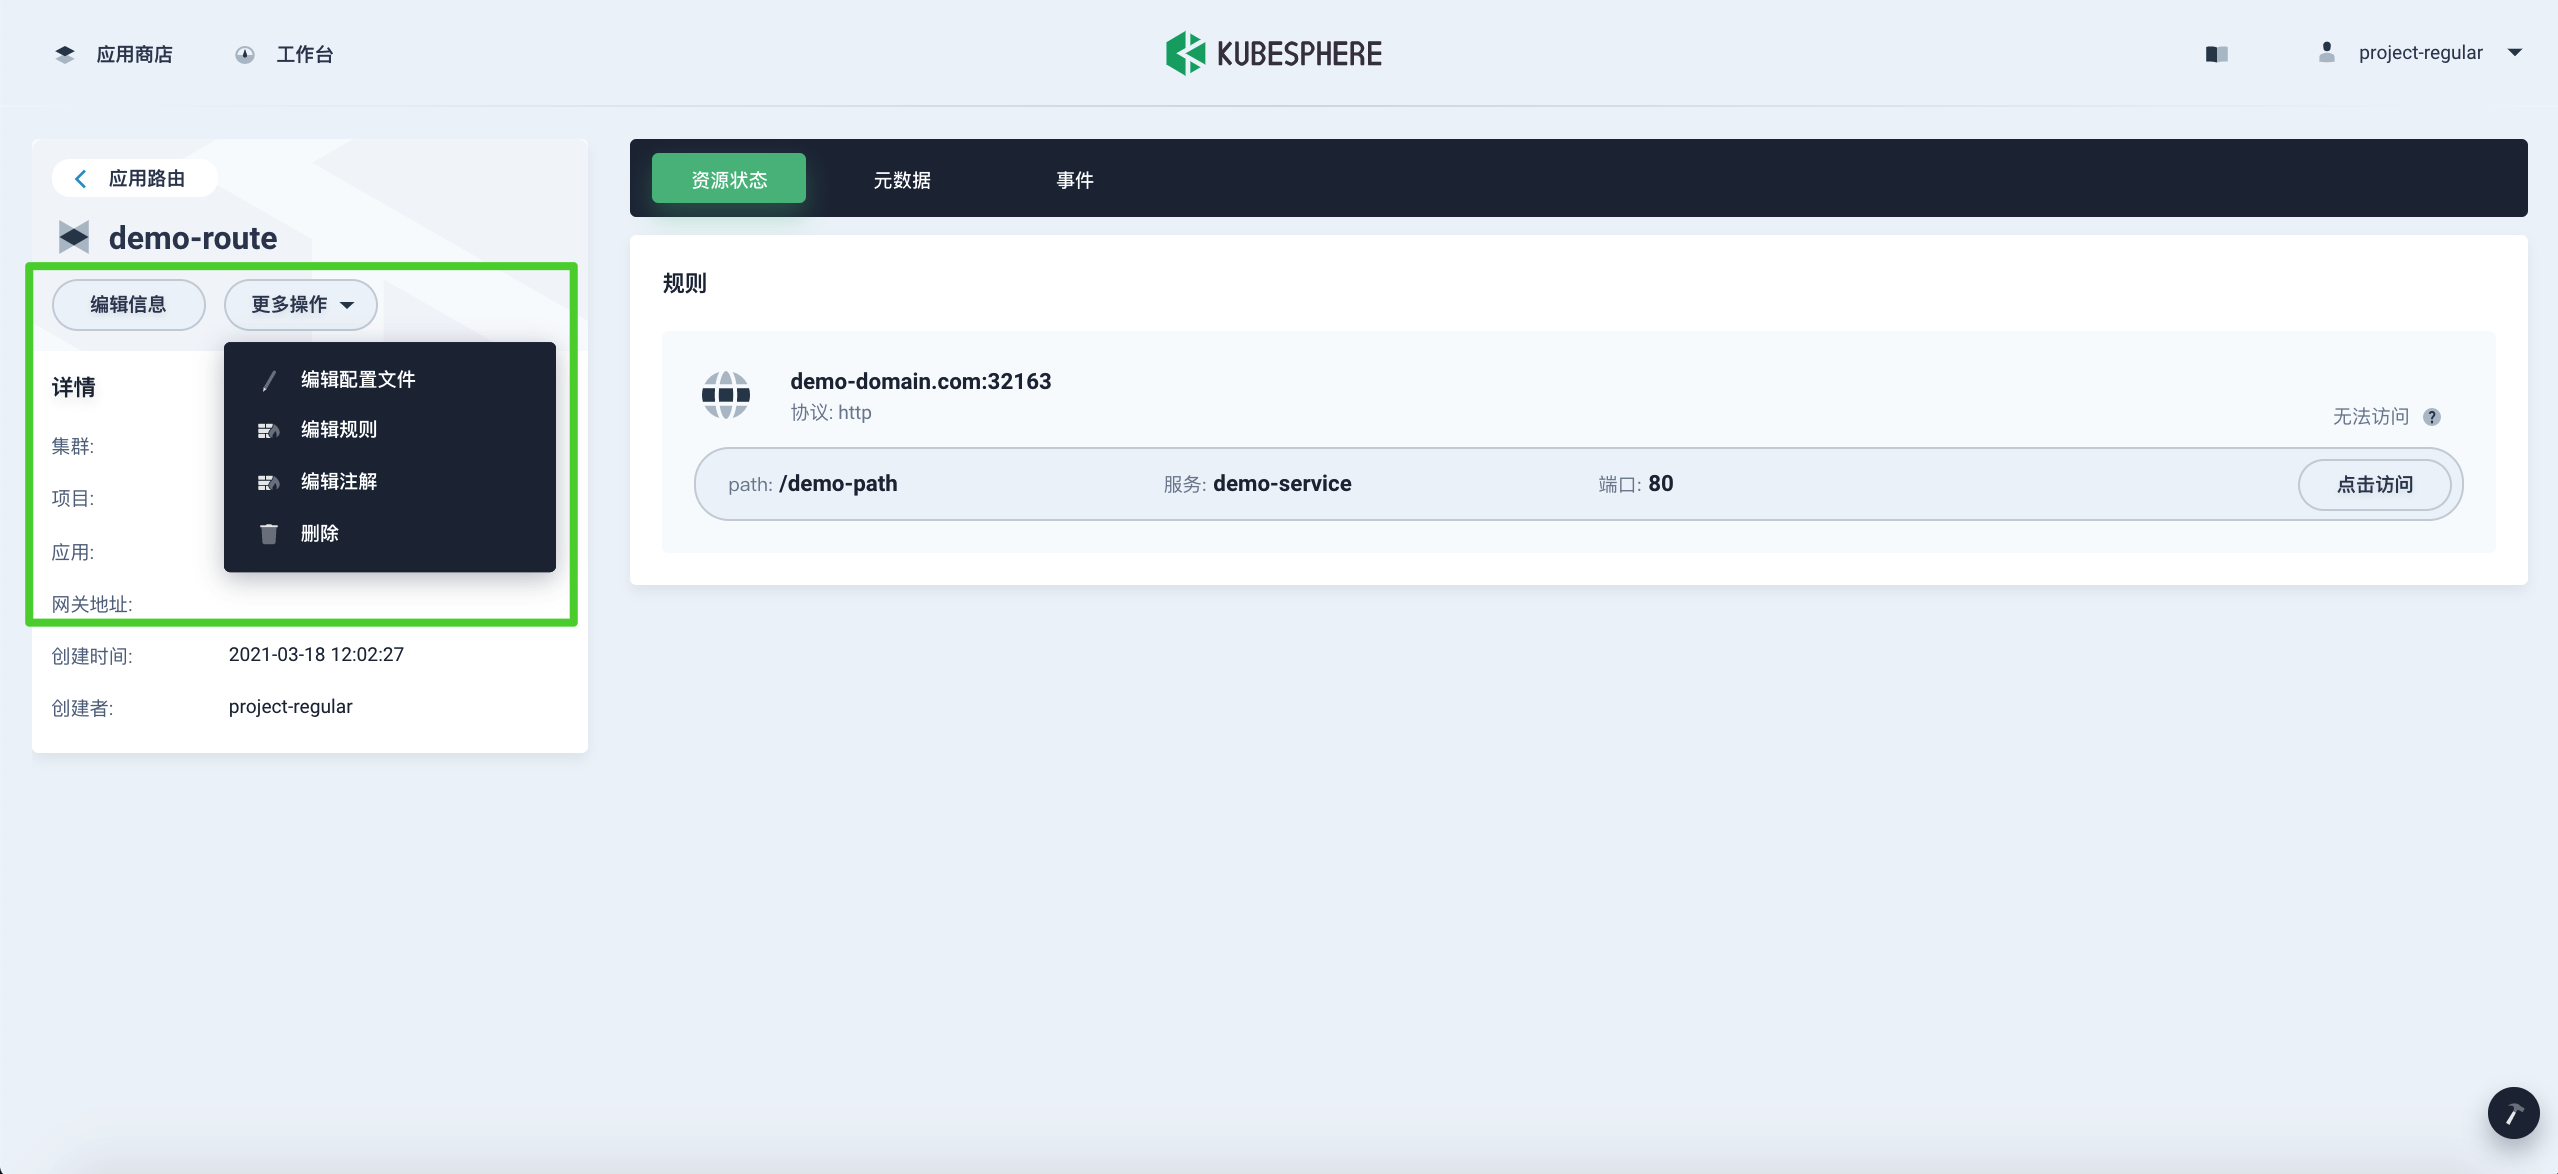 应用商店
工作台
KUBESPHERE
project-regular
应用路由
demo-route
编辑信息
更多操作
编辑配置文件
编辑规则
编辑注解
删除
详情
集群:
项目:
应用:
网关地址:
创建时间: 2021-03-18 12:02:27
创建者: project-regular
资源状态
元数据
事件
规则
demo-domain.com:32163
协议: http
无法访问 ?
path: /demo-path 服务: demo-service 端口: 80 点击访问